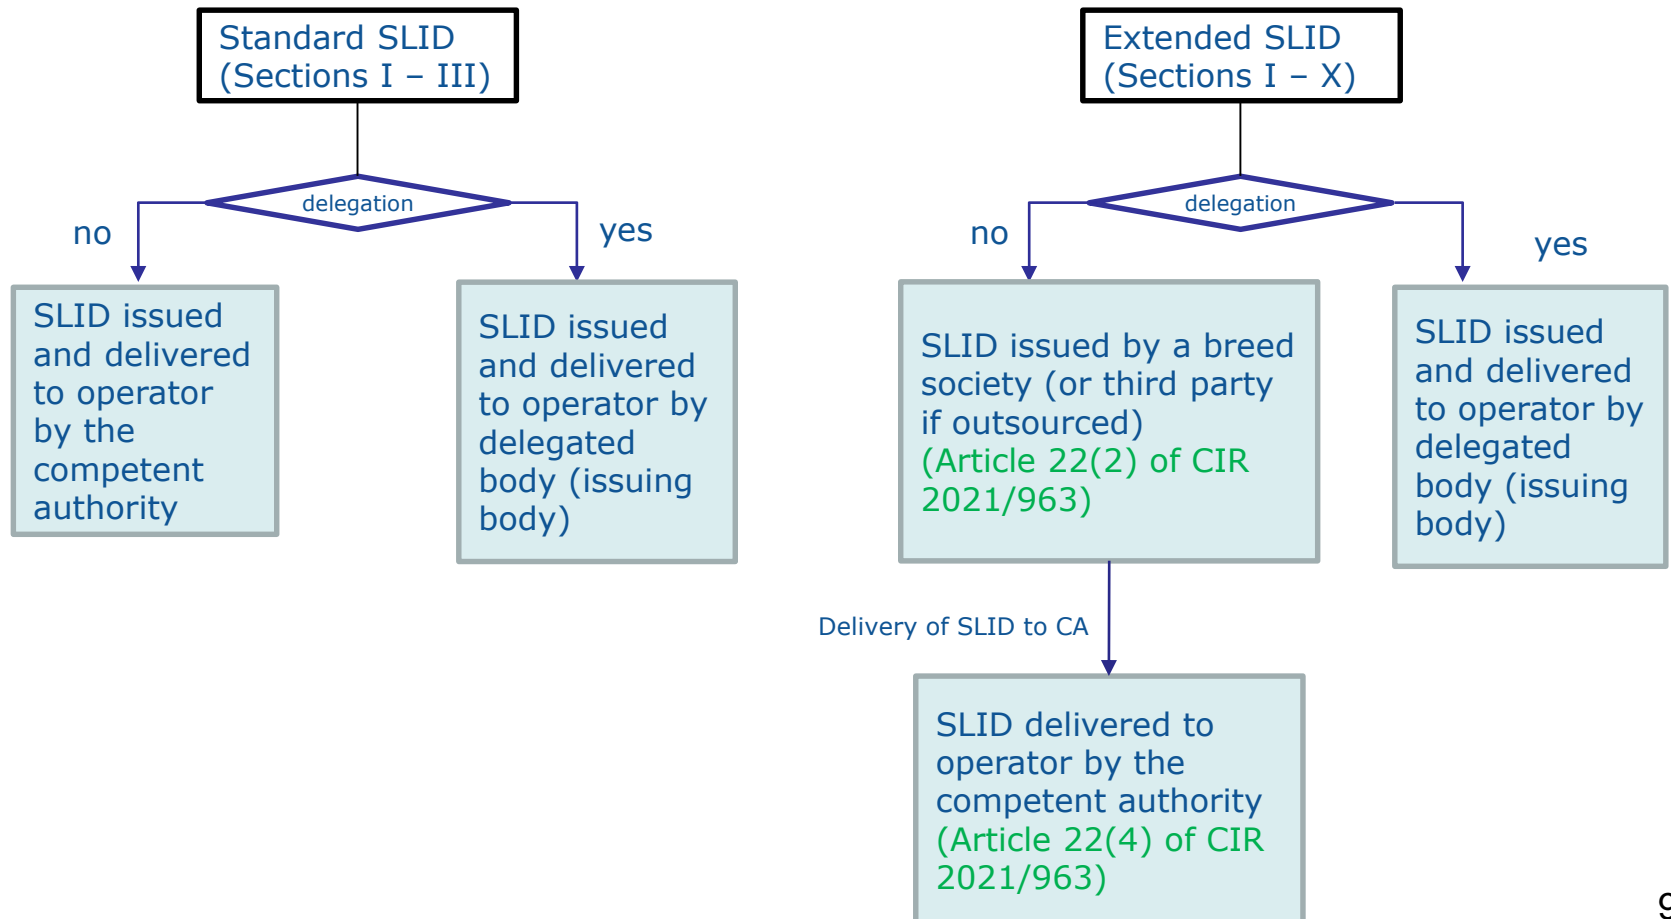 Standard SLID
(Sections I – III)
delegation
no
yes
SLID issued
and delivered
to operator
by the
competent
authority
SLID issued
and delivered
to operator by
delegated
body (issuing
body)
Extended SLID
(Sections I – X)
delegation
no
yes
SLID issued by a breed
society (or third party
if outsourced)
(Article 22(2) of CIR
2021/963)
SLID issued
and delivered
to operator by
delegated
body (issuing
body)
Delivery of SLID to CA
SLID delivered to
operator by the
competent authority
(Article 22(4) of CIR
2021/963)